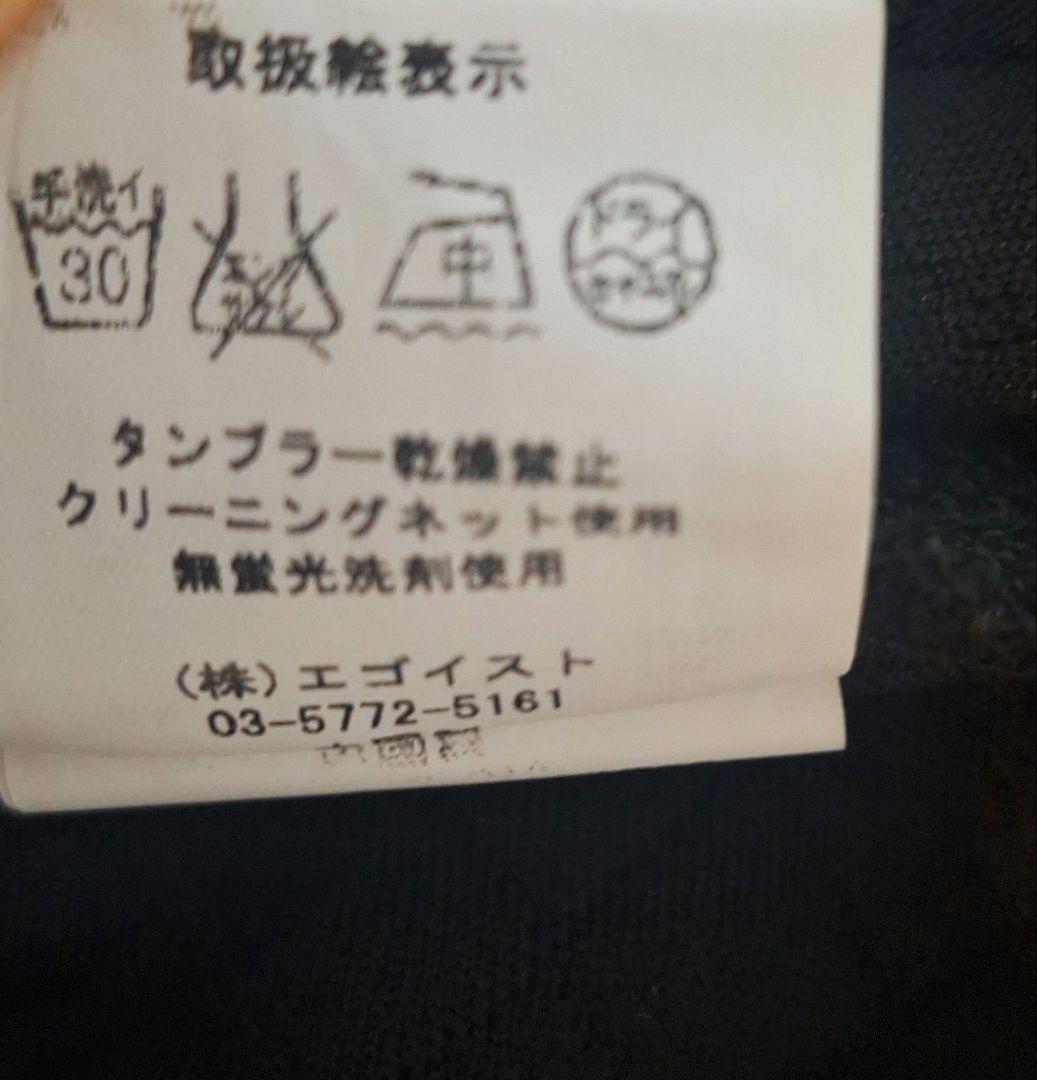 取扱絵表示
手洗イ
30
中
ドライ
タンブラー乾燥禁止
クリーニングネット使用
無蛍光洗剤使用
（株）エゴイスト
03-5772-5161